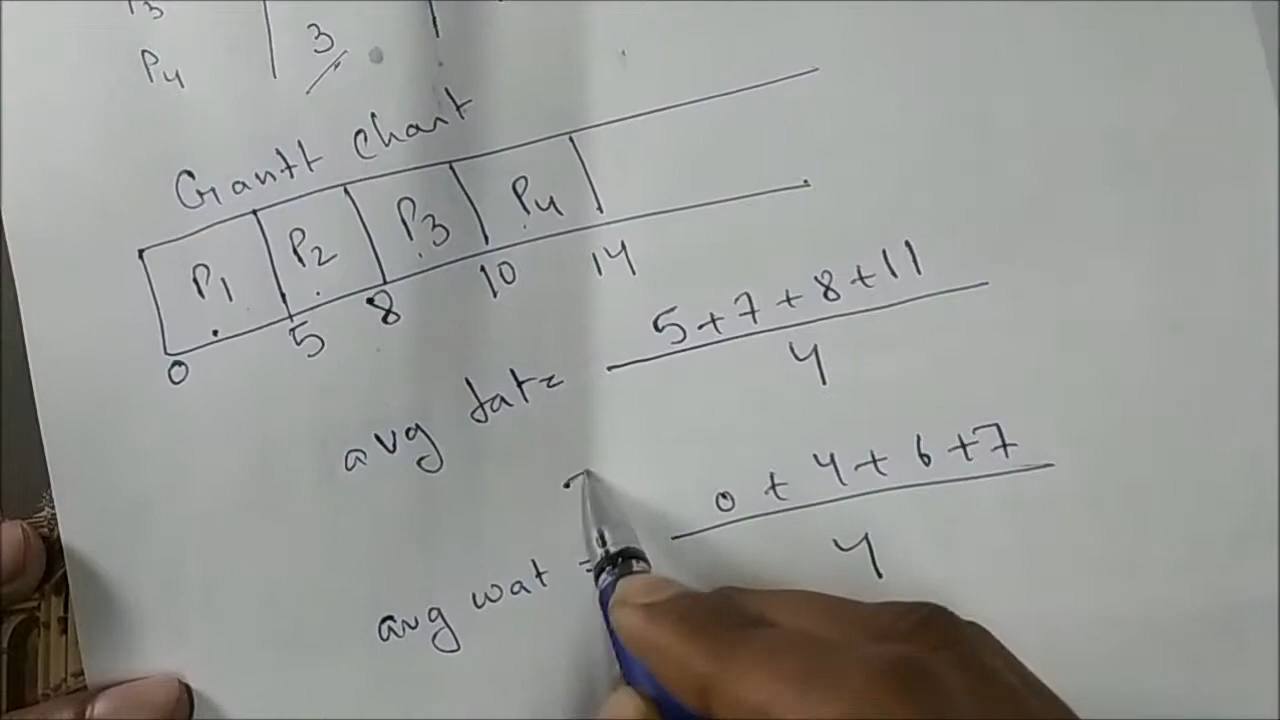 P3
P4 3
Gantt Chart
P1 P2 P3 P4
0 5 8 10 14
avg tat= 5+7+8+11
4
avg wat = 0+4+6+7
4